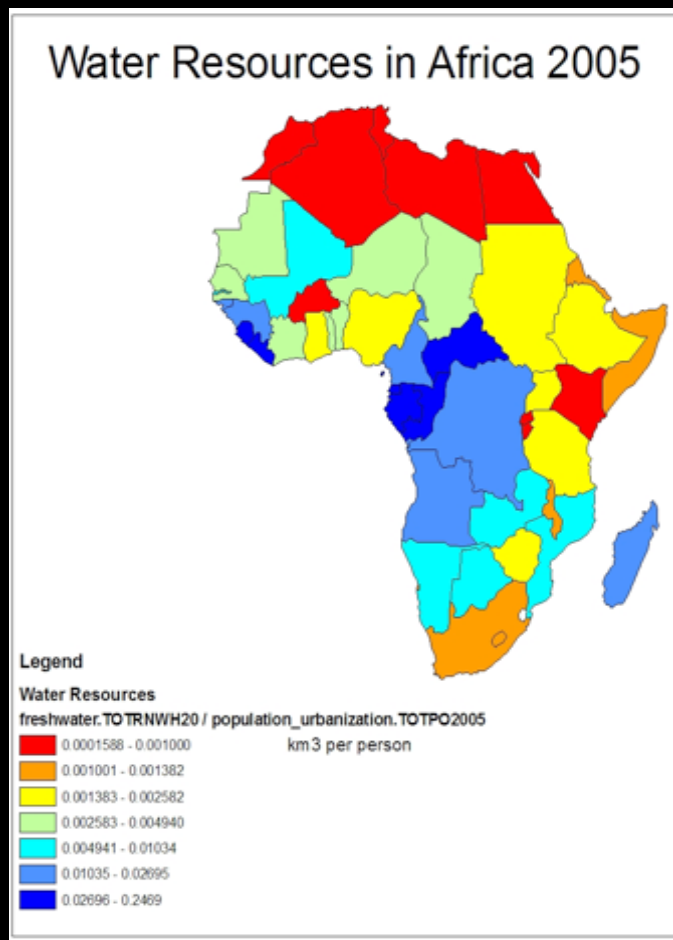 Water Resources in Africa 2005
Legend
Water Resources
freshwater.TOTRNWH20 / population_urbanization.TOTPO2005
km3 per person
0.0001588 - 0.001000
0.001001 - 0.001382
0.001383 - 0.002582
0.002583 - 0.004940
0.004941 - 0.01034
0.01035 - 0.02695
0.02696 - 0.2469